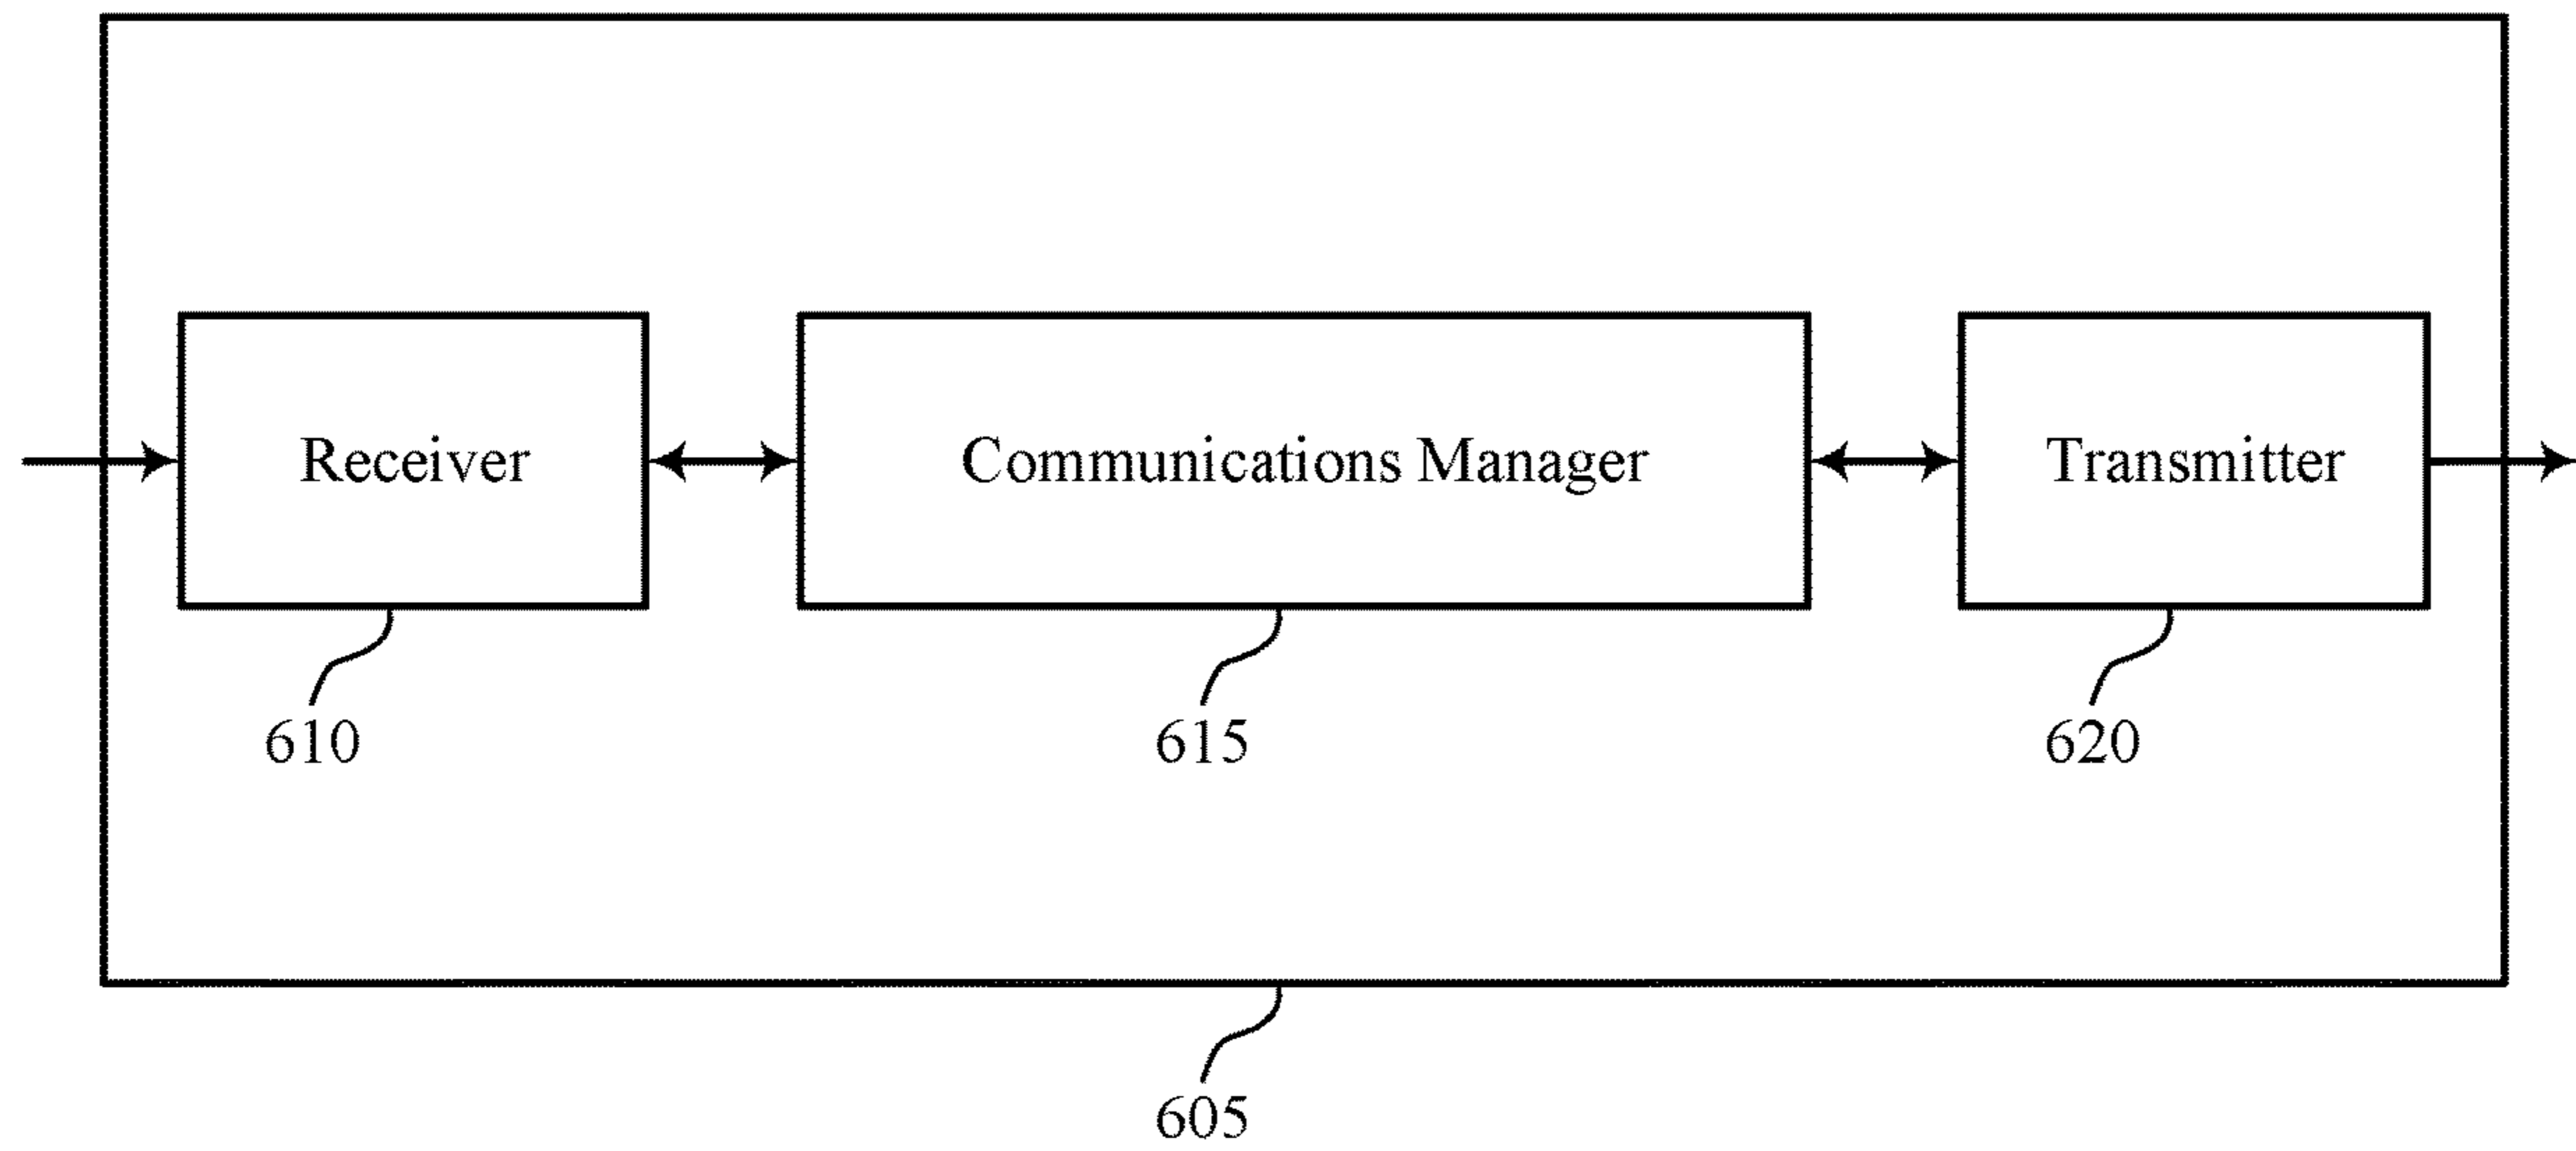 Receiver
Communications Manager
Transmitter
610
615
620
605